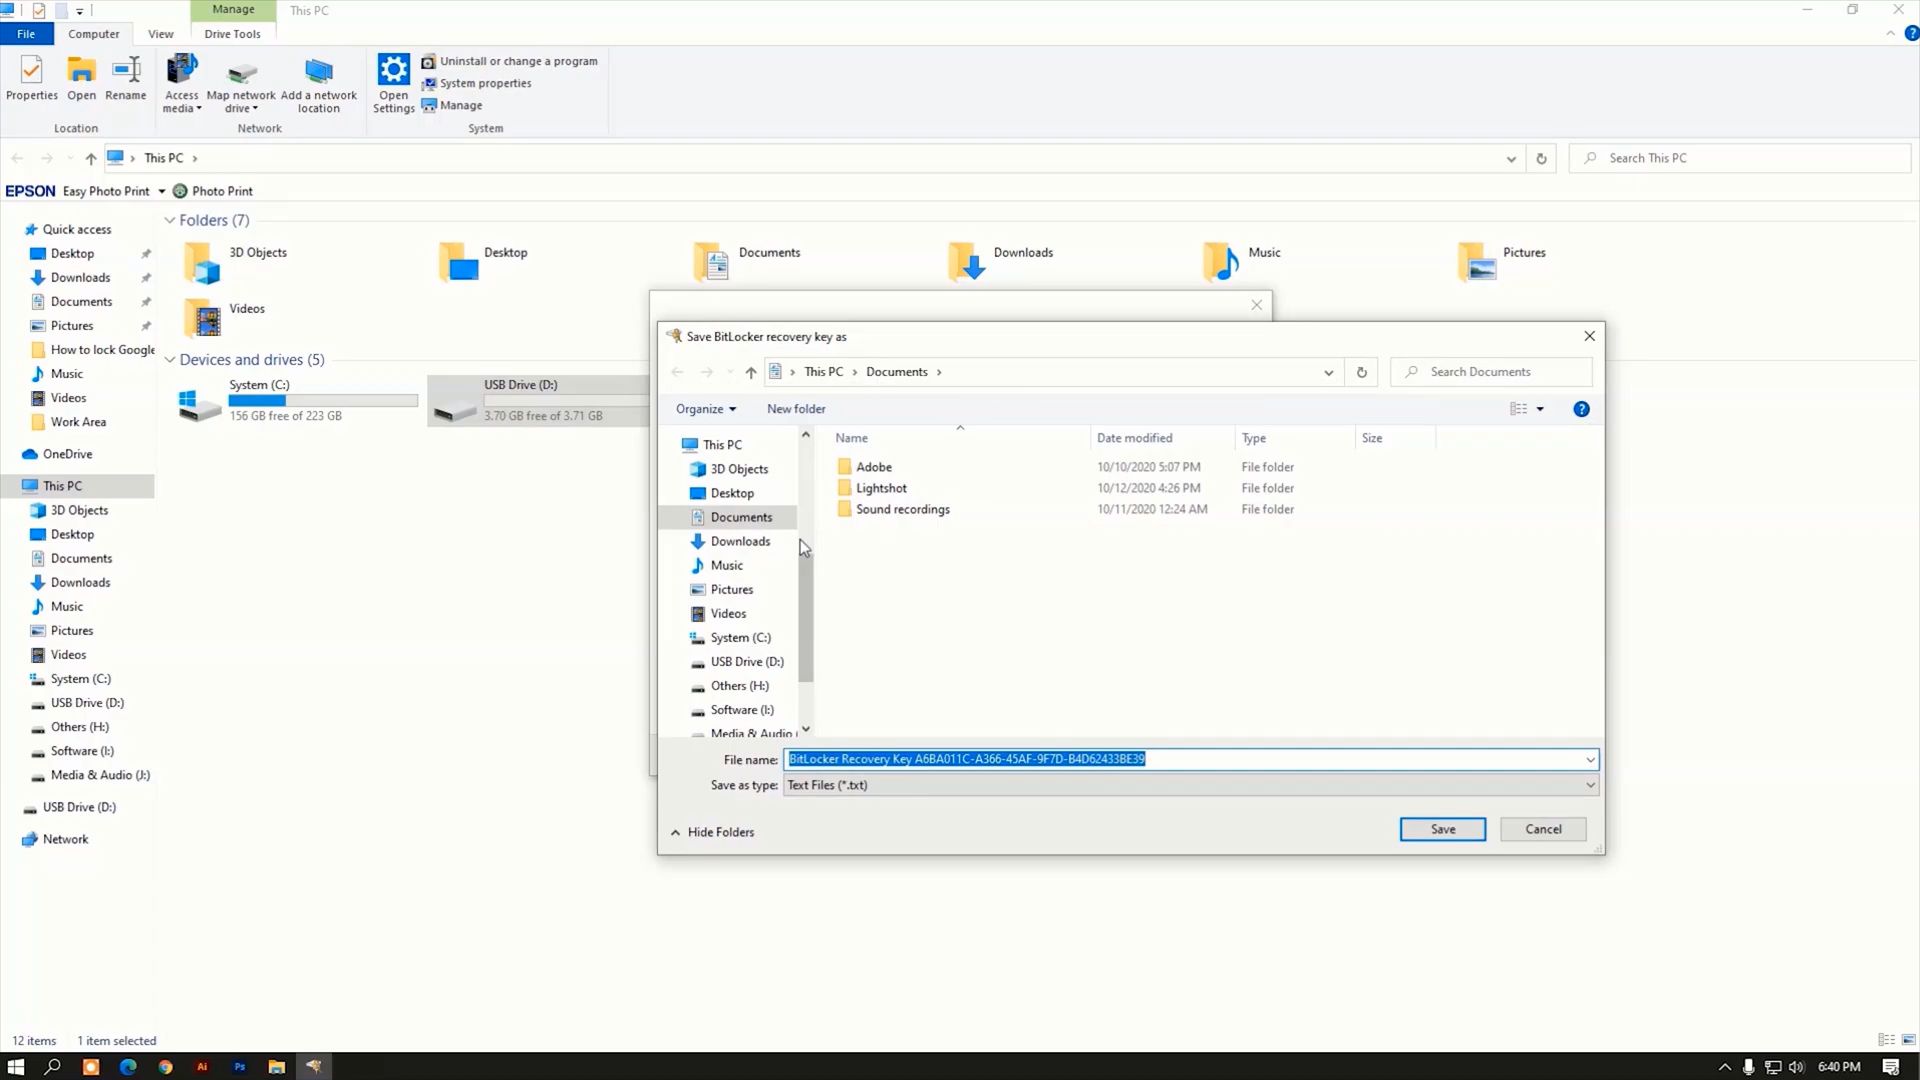 Manage
This PC
File
Computer
View
Drive Tools
Properties
Open
Rename
Access media
Map network drive
Add a network location
Open Settings
Uninstall or change a program
System properties
Manage
Location
Network
System
This PC
Search This PC
EPSON Easy Photo Print
Photo Print
Quick access
Desktop
Downloads
Documents
Pictures
How to lock Google
Music
Videos
Work Area
OneDrive
This PC
3D Objects
Desktop
Documents
Downloads
Music
Pictures
Videos
System (C:)
USB Drive (D:)
Others (H:)
Software (I:)
Media & Audio (J:)
USB Drive (D:)
Network
Folders (7)
3D Objects
Desktop
Documents
Downloads
Music
Pictures
Videos
Devices and drives (5)
System (C:)
156 GB free of 223 GB
USB Drive (D:)
3.70 GB free of 3.71 GB
Save BitLocker recovery key as
This PC
Documents
Search Documents
Organize
New folder
This PC
3D Objects
Desktop
Documents
Downloads
Music
Pictures
Videos
System (C:)
USB Drive (D:)
Others (H:)
Software (I:)
Media & Audio (
Name Date modified Type Size
Adobe 10/10/2020 5:07 PM File folder
Lightshot 10/12/2020 4:26 PM File folder
Sound recordings 10/11/2020 12:24 AM File folder
File name: BitLocker Recovery Key A6BA011C-A366-45AF-9F7D-B4D62433BE39
Save as type: Text Files (*.txt)
Hide Folders
Save
Cancel
12 items
1 item selected
Ai
Ps
6:40 PM